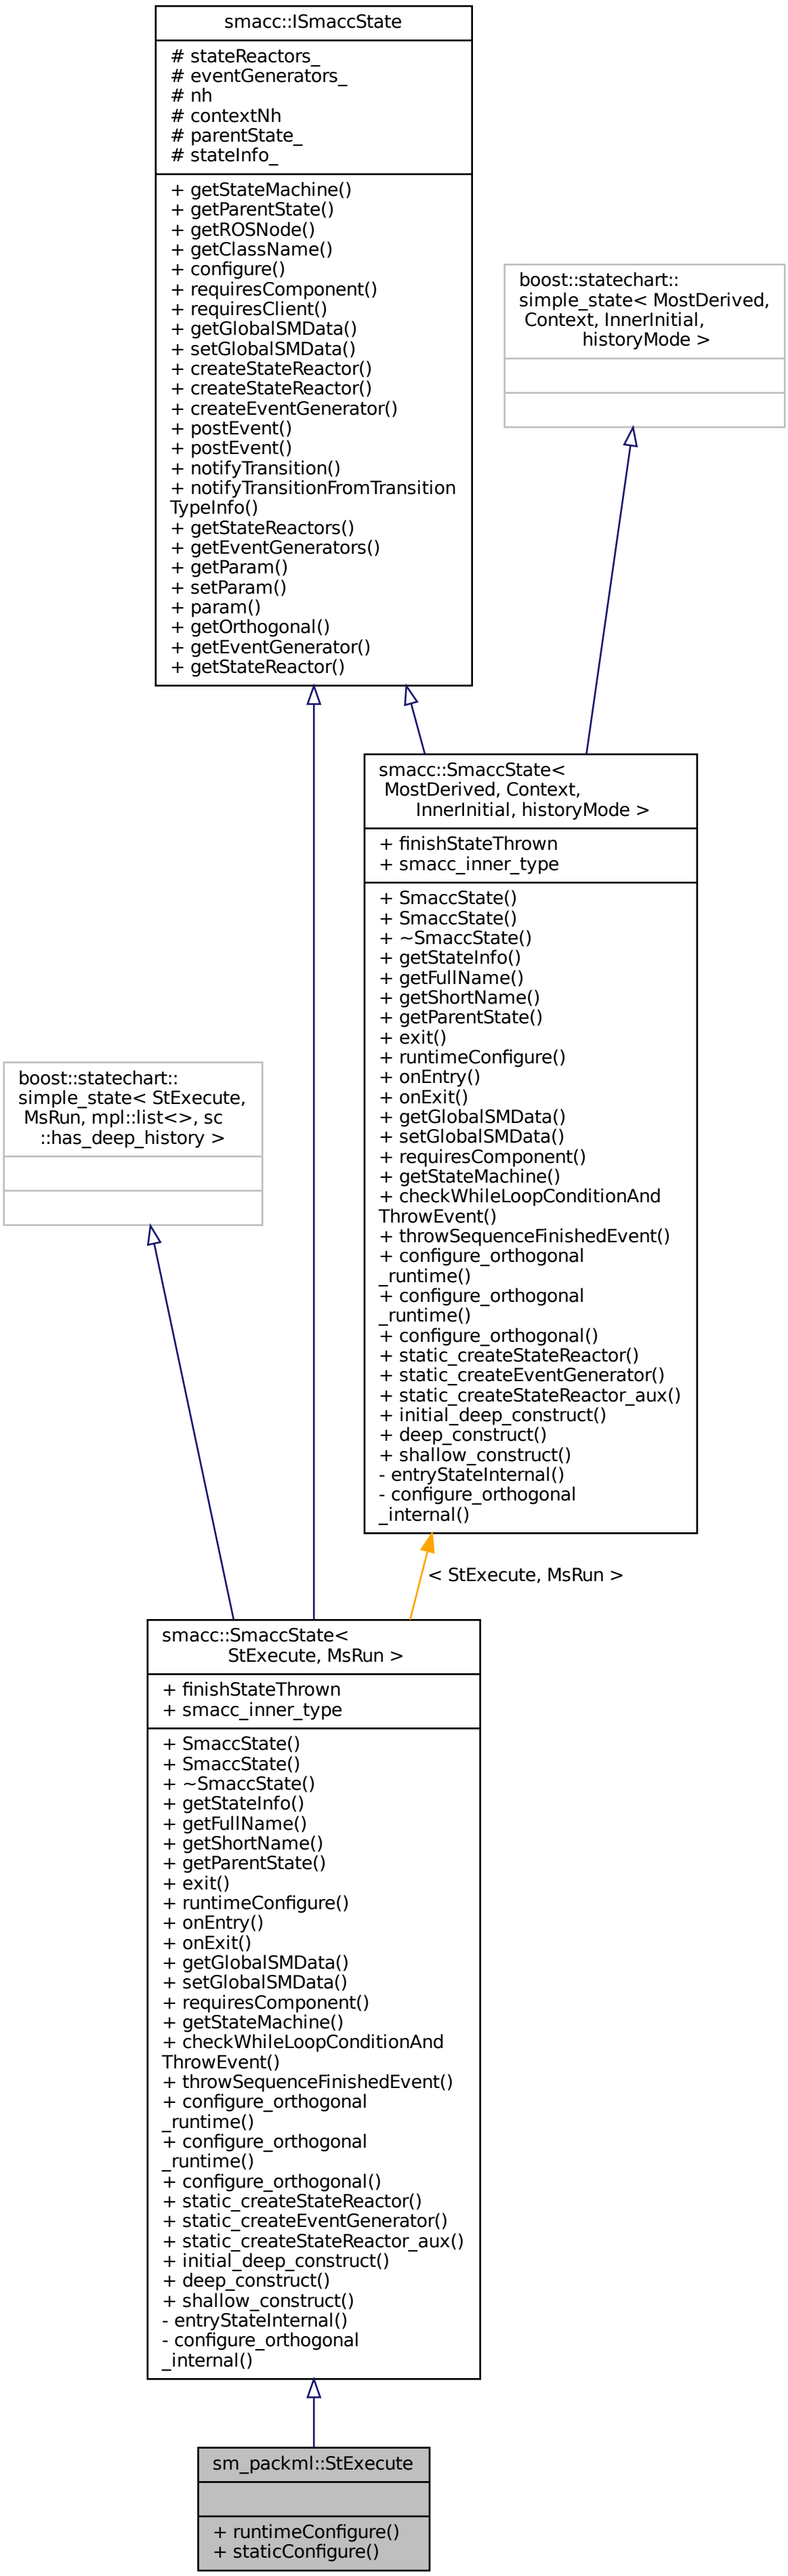 smacc::ISmaccState
# stateReactors_
# eventGenerators_
# nh
# contextNh
# parentState_
# stateInfo_
+ getStateMachine()
+ getParentState()
+ getROSNode()
+ getClassName()
+ configure()
+ requiresComponent()
+ requiresClient()
+ getGlobalSMData()
+ setGlobalSMData()
+ createStateReactor()
+ createStateReactor()
+ createEventGenerator()
+ postEvent()
+ postEvent()
+ notifyTransition()
+ notifyTransitionFromTransition
TypeInfo()
+ getStateReactors()
+ getEventGenerators()
+ getParam()
+ setParam()
+ param()
+ getOrthogonal()
+ getEventGenerator()
+ getStateReactor()
boost::statechart::
simple_state< MostDerived,
Context, InnerInitial,
historyMode >
smacc::SmaccState<
MostDerived, Context,
InnerInitial, historyMode >
+ finishStateThrown
+ smacc_inner_type
+ SmaccState()
+ SmaccState()
+ ~SmaccState()
+ getStateInfo()
+ getFullName()
+ getShortName()
+ getParentState()
+ exit()
+ runtimeConfigure()
+ onEntry()
+ onExit()
+ getGlobalSMData()
+ setGlobalSMData()
+ requiresComponent()
+ getStateMachine()
+ checkWhileLoopConditionAnd
ThrowEvent()
+ throwSequenceFinishedEvent()
+ configure_orthogonal
_runtime()
+ configure_orthogonal
_runtime()
+ configure_orthogonal()
+ static_createStateReactor()
+ static_createEventGenerator()
+ static_createStateReactor_aux()
+ initial_deep_construct()
+ deep_construct()
+ shallow_construct()
- entryStateInternal()
- configure_orthogonal
_internal()
boost::statechart::
simple_state< StExecute,
MsRun, mpl::list<>, sc
::has_deep_history >
< StExecute, MsRun >
smacc::SmaccState<
StExecute, MsRun >
+ finishStateThrown
+ smacc_inner_type
+ SmaccState()
+ SmaccState()
+ ~SmaccState()
+ getStateInfo()
+ getFullName()
+ getShortName()
+ getParentState()
+ exit()
+ runtimeConfigure()
+ onEntry()
+ onExit()
+ getGlobalSMData()
+ setGlobalSMData()
+ requiresComponent()
+ getStateMachine()
+ checkWhileLoopConditionAnd
ThrowEvent()
+ throwSequenceFinishedEvent()
+ configure_orthogonal
_runtime()
+ configure_orthogonal
_runtime()
+ configure_orthogonal()
+ static_createStateReactor()
+ static_createEventGenerator()
+ static_createStateReactor_aux()
+ initial_deep_construct()
+ deep_construct()
+ shallow_construct()
- entryStateInternal()
- configure_orthogonal
_internal()
sm_packml::StExecute
+ runtimeConfigure()
+ staticConfigure()